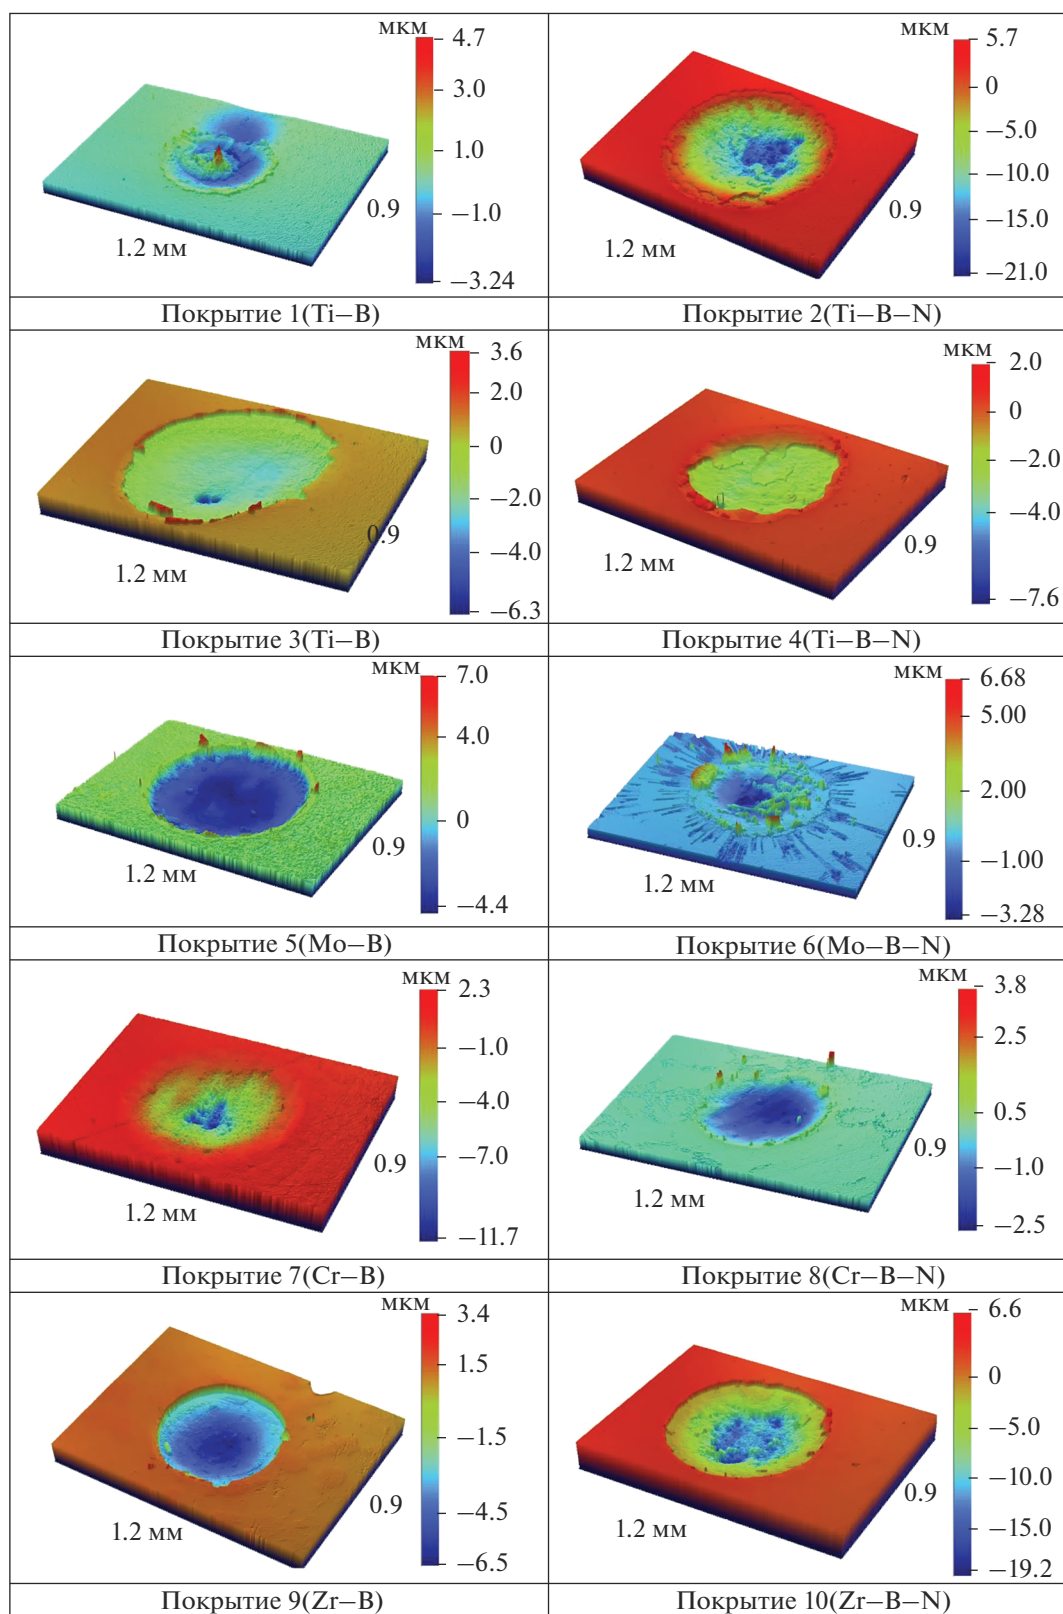 мкм
4.7
3.0
1.0
−1.0
−3.24
0.9
1.2 мм
Покрытие 1(Ti−B)
мкм
5.7
0
−5.0
−10.0
−15.0
−21.0
0.9
1.2 мм
Покрытие 2(Ti−B−N)
мкм
3.6
2.0
0
−2.0
−4.0
−6.3
0.9
1.2 мм
Покрытие 3(Ti−B)
мкм
2.0
0
−2.0
−4.0
−7.6
0.9
1.2 мм
Покрытие 4(Ti−B−N)
мкм
7.0
4.0
0
−4.4
0.9
1.2 мм
Покрытие 5(Mo−B)
мкм
6.68
5.00
2.00
−1.00
−3.28
0.9
1.2 мм
Покрытие 6(Mo−B−N)
мкм
2.3
−1.0
−4.0
−7.0
−11.7
0.9
1.2 мм
Покрытие 7(Cr−B)
мкм
3.8
2.5
0.5
−1.0
−2.5
0.9
1.2 мм
Покрытие 8(Cr−B−N)
мкм
3.4
1.5
−1.5
−4.5
−6.5
0.9
1.2 мм
Покрытие 9(Zr−B)
мкм
6.6
0
−5.0
−10.0
−15.0
−19.2
0.9
1.2 мм
Покрытие 10(Zr−B−N)